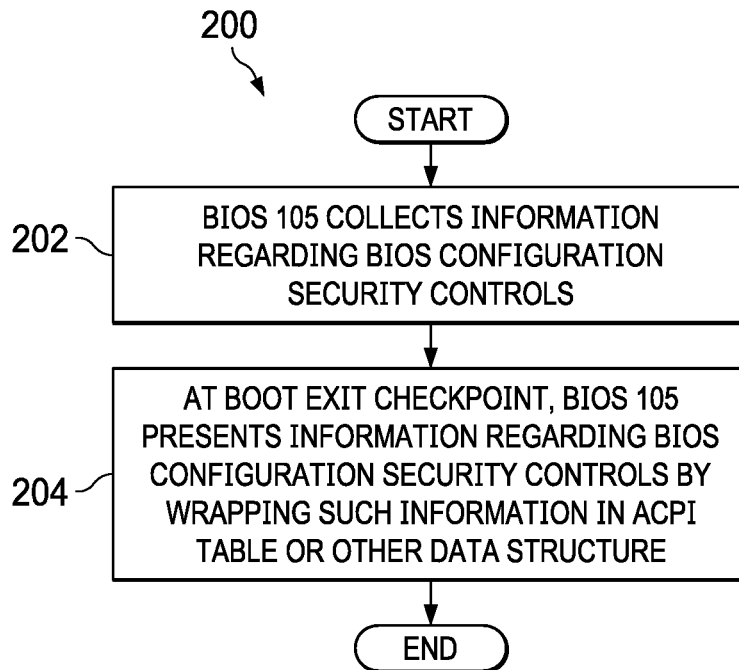 200
START
202
BIOS 105 COLLECTS INFORMATION
REGARDING BIOS CONFIGURATION
SECURITY CONTROLS
204
AT BOOT EXIT CHECKPOINT, BIOS 105
PRESENTS INFORMATION REGARDING BIOS
CONFIGURATION SECURITY CONTROLS BY
WRAPPING SUCH INFORMATION IN ACPI
TABLE OR OTHER DATA STRUCTURE
END